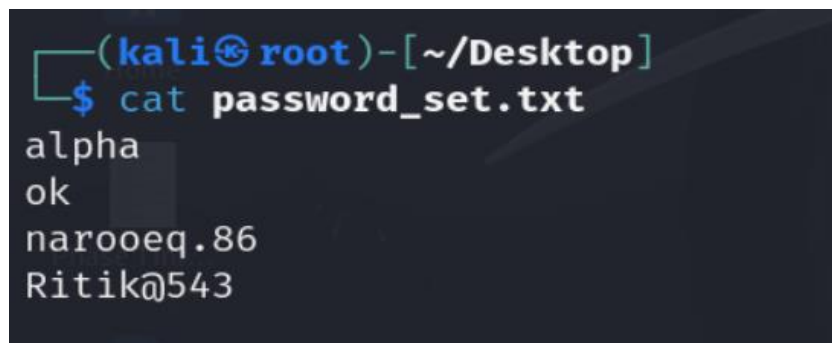 ┌──(kali㉿root)-[~/Desktop]
└─$ cat password_set.txt
alpha
ok
narooeq.86
Ritik@543